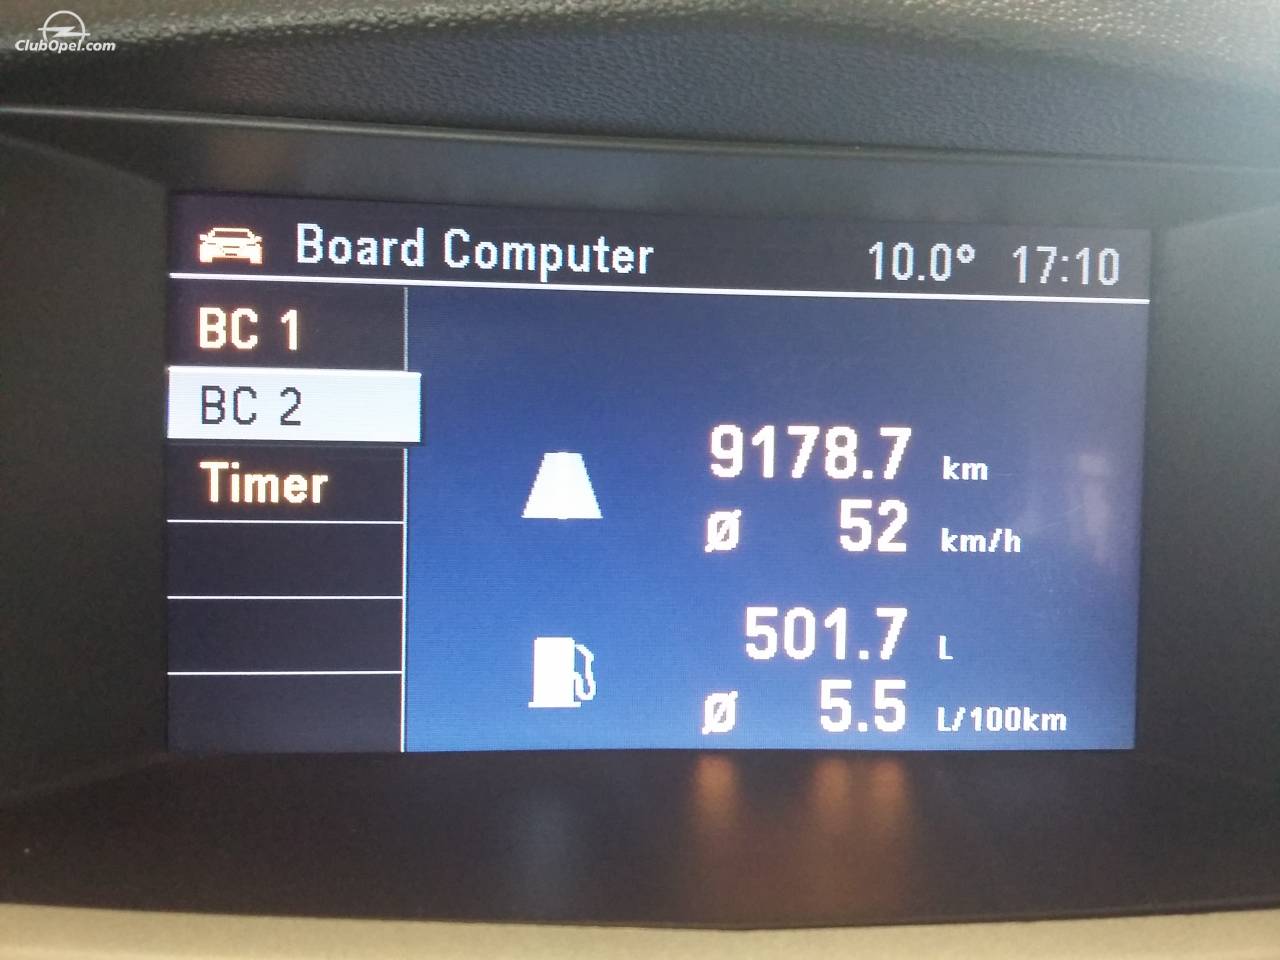 ClubOpel.com
Board Computer 10.0° 17:10
BC 1
BC 2
Timer
9178.7 km
Ø 52 km/h
501.7 L
Ø 5.5 L/100km